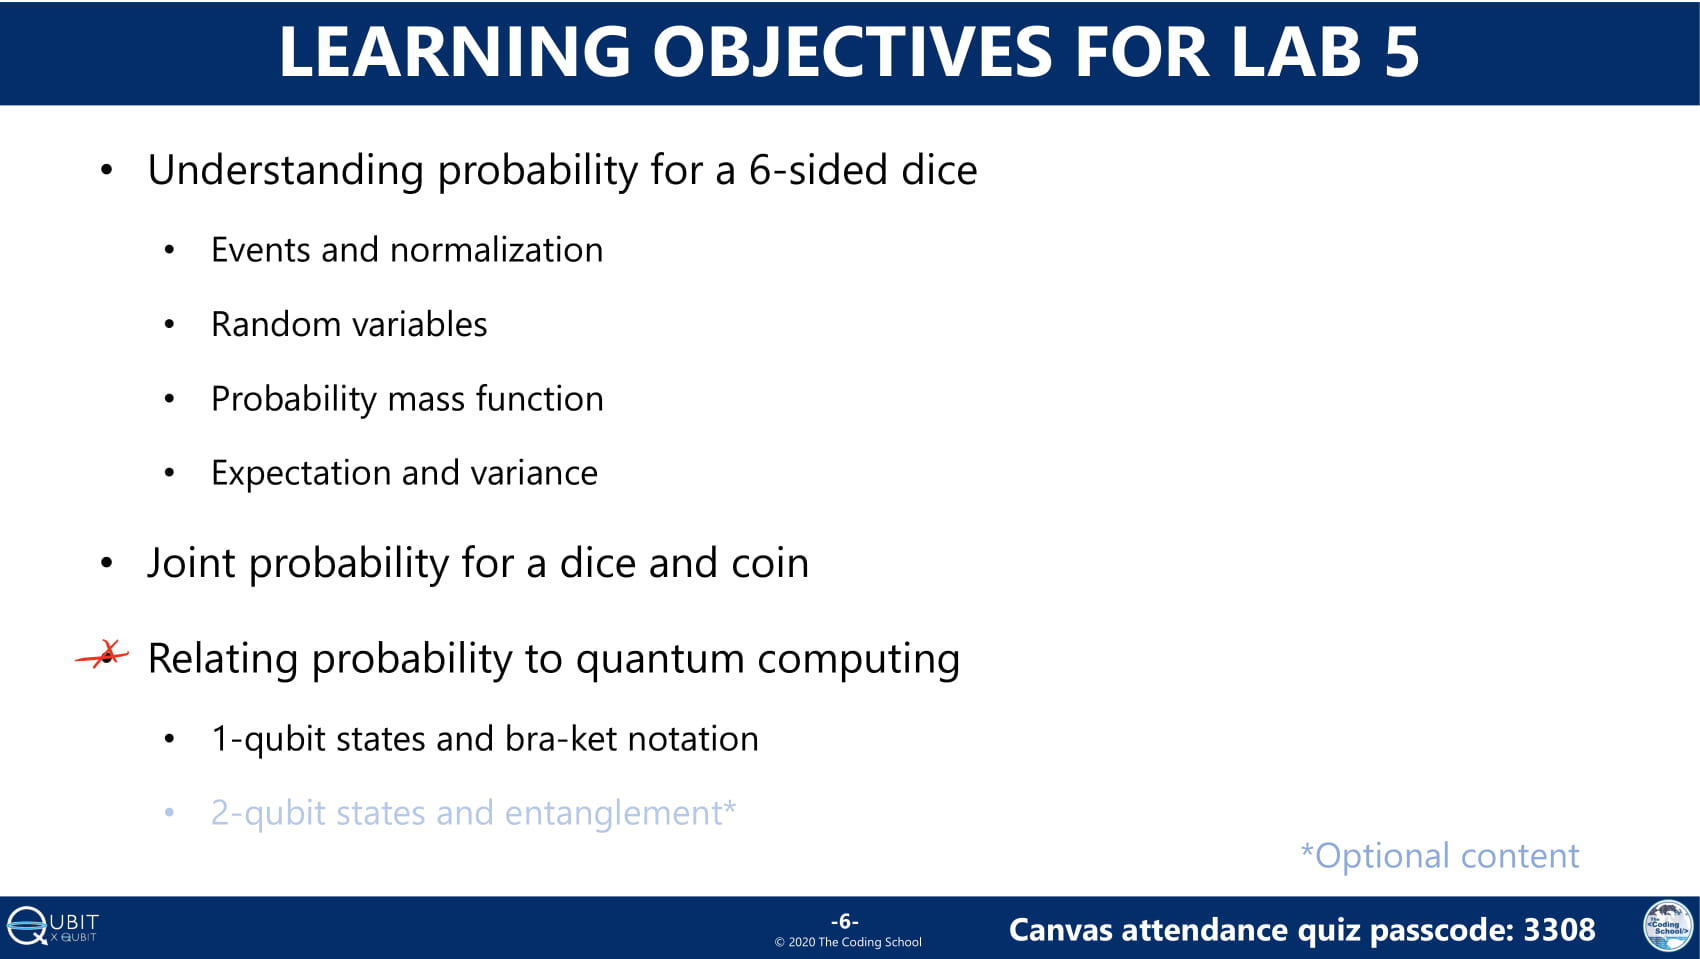 LEARNING OBJECTIVES FOR LAB 5
• Understanding probability for a 6-sided dice
• Events and normalization
• Random variables
• Probability mass function
• Expectation and variance
• Joint probability for a dice and coin
• Relating probability to quantum computing
• 1-qubit states and bra-ket notation
• 2-qubit states and entanglement*
*Optional content
QUBIT
X QUBIT
-6-
© 2020 The Coding School
Canvas attendance quiz passcode: 3308
The
<Coding
School/>